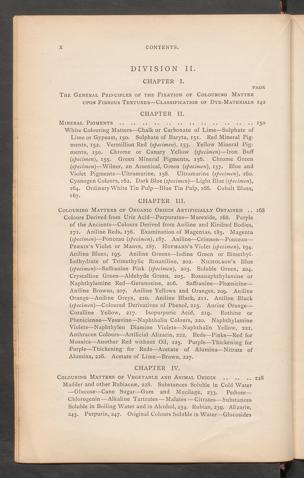 x CONTENTS.
DIVISION II.
CHAPTER I.
PAGE
The General Principles of the Fixation of Colouring Matter
upon Fibrous Textures—Classification of Dye-Materials 142
CHAPTER II.
Mineral Pigments .. .. .. .. .. .. .. .. .. .. 150
White Colouring Matters—Chalk or Carbonate of Lime—Sulphate of
Lime or Gypsum, 150. Sulphate of Baryta, 151. Red Mineral Pig-
ments, 152. Vermillion Red (specimen), 153. Yellow Mineral Pig-
ments, 150. Chrome or Canary Yellow (specimen)—Iron Buff
(specimen), 155. Green Mineral Pigments, 156. Chrome Green
(specimen)—Wilner, an Arsenical, Green (specimen), 157. Blue and
Violet Pigments—Ultramarine, 158. Ultramarine (specimen), 160.
Cyanogen Colours, 162. Dark Blue (specimen)—Light Blue (specimen),
164. Ordinary White Tin Pulp—Blue Tin Pulp, 166. Cobalt Blues,
167.
CHAPTER III.
Colouring Matters of Organic Origin Artificially Obtained .. 168
Colours Derived from Uric Acid—Purpurates—Murexide, 168. Purple
of the Ancients—Colours Derived from Aniline and Kindred Bodies,
171. Aniline Reds, 176. Examination of Magentas, 183. Magenta
(specimen)—Ponceau (specimen), 187. Aniline—Crimson—Ponceau—
Perkin's Violet or Mauve, 187. Hofmann's Violet (specimen), 194.
Aniline Blues, 195. Aniline Greens—Iodine Green or Bimethyl-
Iodhydrate of Trimethylic Rosaniline, 202. Nicholson's Blue
(specimen)—Saffranine Pink (specimen), 203. Soluble Green, 204.
Crystalline Green—Aldehyde Green, 205. Rosanaphthylamine or
Naphthylamine Red—Geranosine, 206. Saffranine—Phenicine—
Aniline Browns, 207. Aniline Yellows and Oranges, 209. Aniline
Orange—Aniline Greys, 210. Aniline Black, 211. Aniline Black
(specimen)—Coloured Derivatives of Phenol, 215. Aurine Orange—
Coralline Yellow, 217. Isopurpuric Acid, 219. Rothine or
Phenicienne—Vesuvine—Naphthalin Colours, 220. Naphthylamine
Violets—Naphthylen Diamine Violets—Naphthalin Yellow, 221.
Anthracen Colours—Artificial Alizarin, 222. Reds—Pinks—Red for
Mosaics—Another Red without Oil, 225. Purple—Thickening for
Purple—Thickening for Reds—Acetate of Alumina—Nitrate of
Alumina, 226. Acetate of Lime—Brown, 227.
CHAPTER IV.
Colouring Matters of Vegetable and Animal Origin .. .. .. 228
Madder and other Rubiaceæ, 228. Substances Soluble in Cold Water
—Glucose—Cane Sugar—Gum and Mucilage, 233. Pectose—
Chlorogenin—Alkaline Tartrates—Malates—Citrates—Substances
Soluble in Boiling Water and in Alcohol, 234. Rubian, 239. Alizarin,
243. Purpurin, 247. Original Colours Soluble in Water—Glucosides